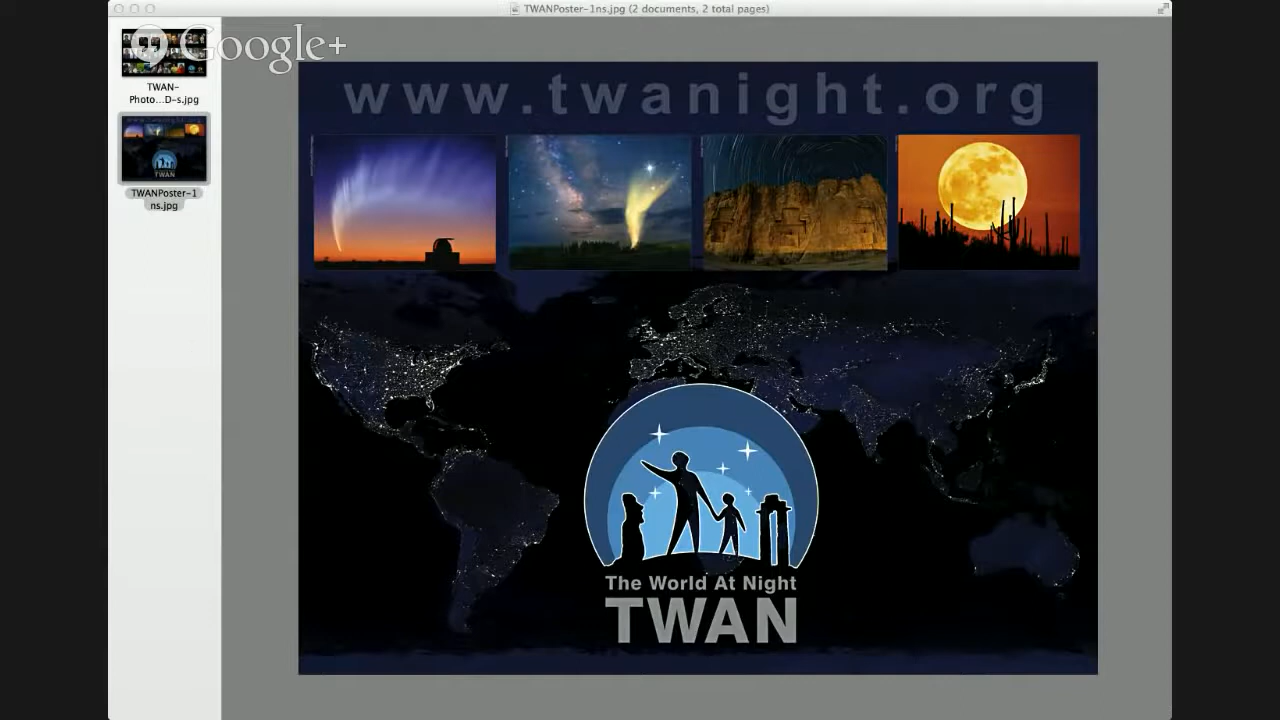 TWANPoster-1ns.jpg (2 documents, 2 total pages)
Google+
TWAN-
Photo...D-s.jpg
TWANPoster-1
ns.jpg
www.twanight.org
The World At Night
TWAN